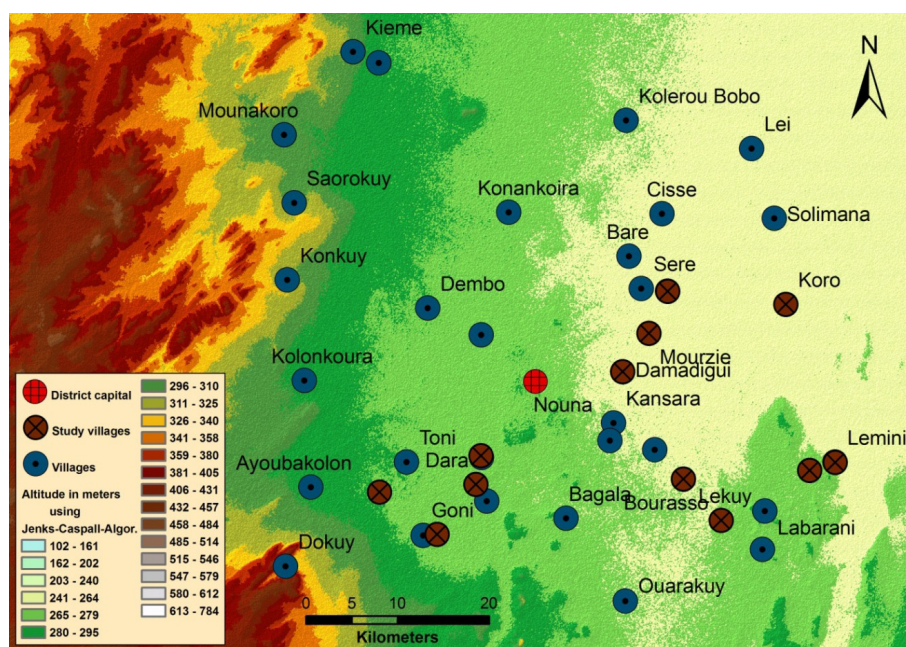 Kieme
N
Kolerou Bobo
Mounakoro
Lei
Saorokuy
Konankoira
Cisse
Solimana
Bare
Konkuy
Sere
Koro
Dembo
Mourzie
Kolonkoura
Damadigui
Nouna
Kansara
Toni
Dara
Lemini
Ayoubakolon
Bagala
Bourasso
Lekuy
Goni
Labarani
Dokuy
Ouarakuy
District capital
Study villages
Villages
Altitude in meters
using
Jenks-Caspall-Algor.
102 - 161
162 - 202
203 - 240
241 - 264
265 - 279
280 - 295
296 - 310
311 - 325
326 - 340
341 - 358
359 - 380
381 - 405
406 - 431
432 - 457
458 - 484
485 - 514
515 - 546
547 - 579
580 - 612
613 - 784
0 5 10 20
Kilometers